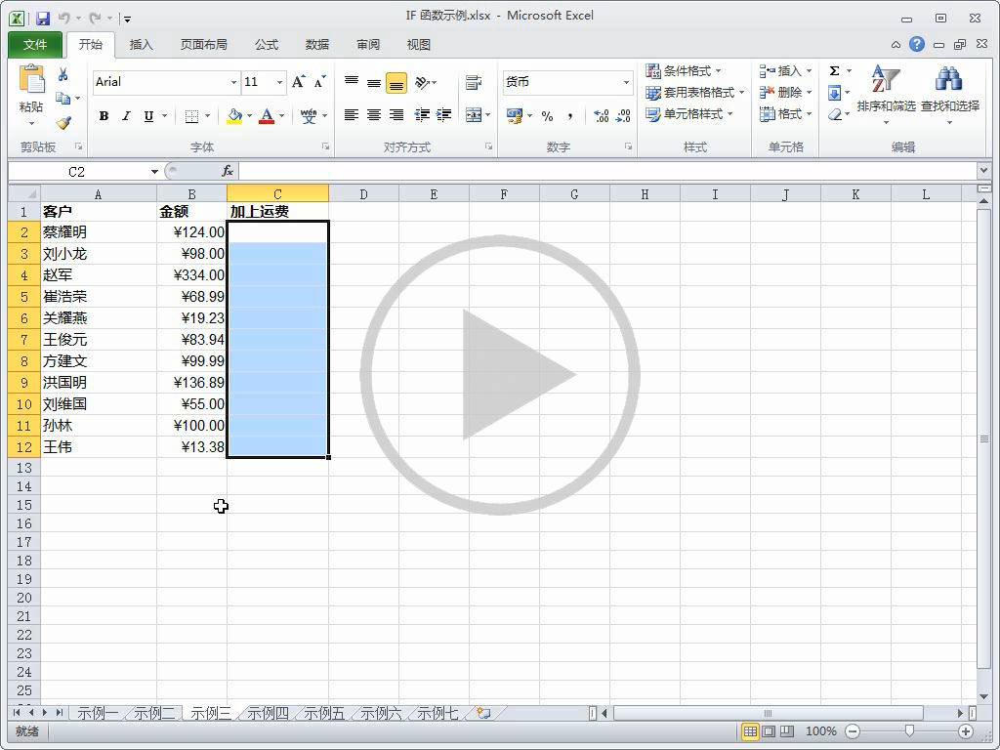 IF 函数示例.xlsx - Microsoft Excel
文件 开始 插入 页面布局 公式 数据 审阅 视图
Arial 11 货币 条件格式 插入 Σ
粘贴 套用表格格式 删除 排序和筛选 查找和选择
B I U wén 文 % , 单元格样式 格式
剪贴板 字体 对齐方式 数字 样式 单元格 编辑
C2 fx
A B C D E F G H I J K L
1 客户 金额 加上运费
2 蔡耀明 ¥124.00
3 刘小龙 ¥98.00
4 赵军 ¥334.00
5 崔浩荣 ¥68.99
6 关耀燕 ¥19.23
7 王俊元 ¥83.94
8 方建文 ¥99.99
9 洪国明 ¥136.89
10 刘维国 ¥55.00
11 孙林 ¥100.00
12 王伟 ¥13.38
13
14
15
16
17
18
19
20
21
22
23
24
25
示例一 示例二 示例三 示例四 示例五 示例六 示例七
就绪 100%